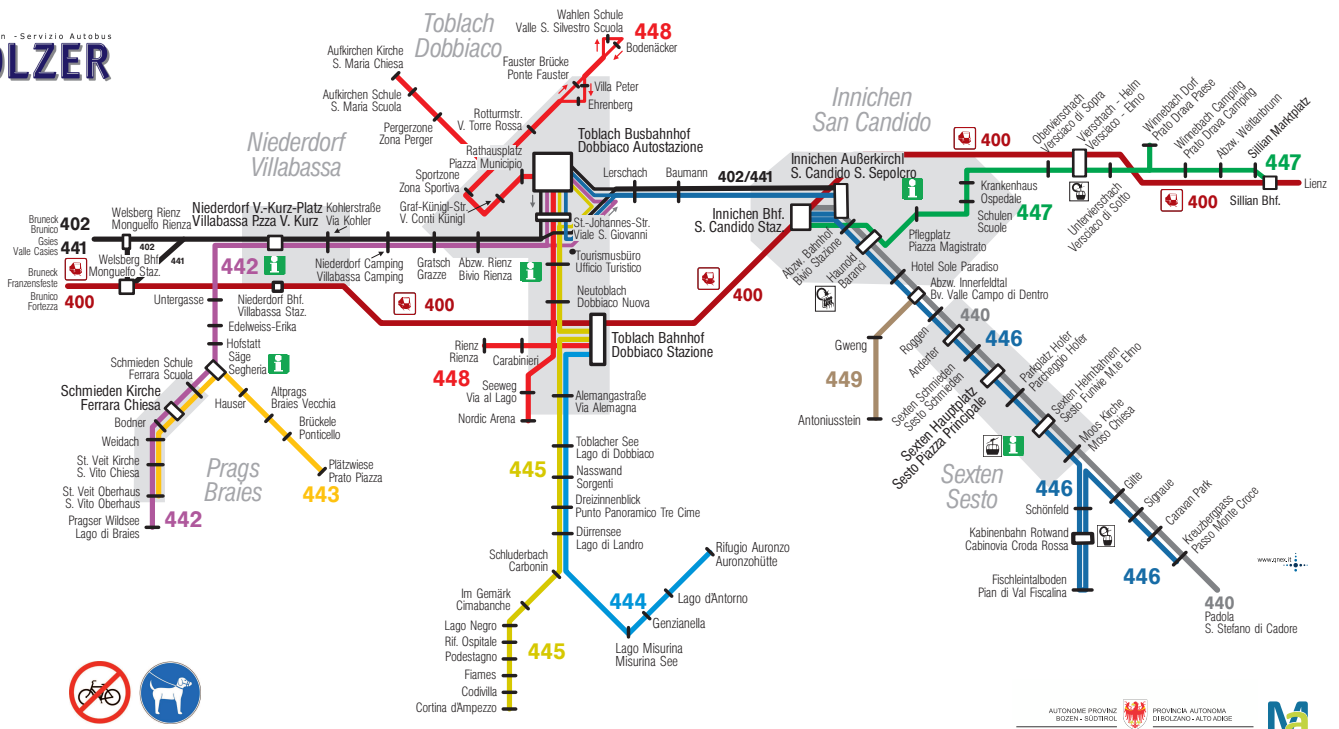 n - Servizio Autobus
OLZER
Toblach
Dobbiaco
Wahlen Schule
Valle S. Silvestro Scuola
448
Bodenäcker
Aufkirchen Kirche
S. Maria Chiesa
Fauster Brücke
Ponte Fauster
Villa Peter
Ehrenberg
Aufkirchen Schule
S. Maria Scuola
Rotturmstr.
V. Torre Rossa
Pergerzone
Zona Perger
Niederdorf
Villabassa
Rathausplatz
Piazza Municipio
Toblach Busbahnhof
Dobbiaco Autostazione
Sportzone
Zona Sportiva
Graf-Künigl-Str.
V. Conti Künigl
Lerschach
Baumann
402/441
Innichen
San Candido
400
Innichen Außerkirchl
S. Candido S. Sepolcro
Innichen Bhf.
S. Candido Staz.
Obervierschach
Versciaco di Sopra
Vierschach - Helm
Versciaco - Elmo
Winnebach Dorf
Prato Drava Paese
Winnebach Camping
Prato Drava Camping
Abzw. Weitlanbrunn
Sillian Marktplatz
447
Lienz
Sillian Bhf.
400
Untervierschach
Versciaco di Sotto
Krankenhaus
Ospedale
Schulen
Scuole
447
Pflegplatz
Piazza Magistrato
Bruneck
Brunico
402
Gsies
Valle Casies
441
Welsberg Rienz
Monguelfo Rienza
402
441
Niederdorf V.-Kurz-Platz
Villabassa P.zza V. Kurz
Kohlerstraße
Via Kohler
Welsberg Bhf.
Monguelfo Staz.
442
Niederdorf Camping
Villabassa Camping
Gratsch
Grazze
Abzw. Rienz
Bivio Rienza
St.-Johannes-Str.
Viale S. Giovanni
Tourismusbüro
Ufficio Turistico
Neutoblach
Dobbiaco Nuova
Bruneck
Franzensfeste
400
Brunico
Fortezza
Untergasse
Niederdorf Bhf.
Villabassa Staz.
400
400
Toblach Bahnhof
Dobbiaco Stazione
Edelweiss-Erika
Hofstatt
Säge
Segheria
Schmieden Schule
Ferrara Scuola
Schmieden Kirche
Ferrara Chiesa
Hauser
Altprags
Braies Vecchia
Brückele
Ponticello
Plätzwiese
Prato Piazza
443
Bodner
Weidach
St. Veit Kirche
S. Vito Chiesa
St. Veit Oberhaus
S. Vito Oberhaus
Pragser Wildsee
Lago di Braies
442
Prags
Braies
Rienz
Rienza
Carabinieri
448
Seeweg
Via al Lago
Nordic Arena
Alemangastraße
Via Alemagna
Toblacher See
Lago di Dobbiaco
445
Nasswand
Sorgenti
Dreizinnenblick
Punto Panoramico Tre Cime
Dürrensee
Lago di Landro
Schluderbach
Carbonin
Im Gemärk
Cimabanche
Lago Negro
Rif. Ospitale
Podestagno
Fiames
Codivilla
Cortina d'Ampezzo
445
444
Rifugio Auronzo
Auronzohütte
Lago d'Antorno
Genzianella
Lago Misurina
Misurina See
Abzw. Bahnhof
Bivio Stazione
Haunold
Baranci
Hotel Sole Paradiso
Abzw. Innerfeldtal
Bv. Valle Campo di Dentro
440
446
Gweng
449
Antoniusstein
Roggen
Anderter
Sexten Schmieden
Sesto Schmieden
Sexten Hauptplatz
Sesto Piazza Principale
Parkplatz Hofer
Parcheggio Hofer
Sexten Helmbahnen
Sesto Funivie M.te Elmo
Moos Kirche
Moso Chiesa
Sexten
Sesto
446
Schönfeld
Kabinenbahn Rotwand
Cabinovia Croda Rossa
Fischleintalboden
Pian di Val Fiscalina
Gilte
Signaue
Caravan Park
Kreuzbergpass
Passo Monte Croce
446
440
Padola
S. Stefano di Cadore
www.qnex.it
AUTONOME PROVINZ
BOZEN - SÜDTIROL
PROVINCIA AUTONOMA
DI BOLZANO - ALTO ADIGE